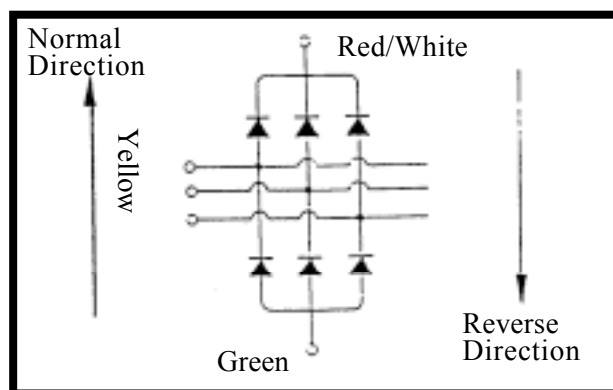 Normal
Direction
Red/White
Yellow
Green
Reverse
Direction